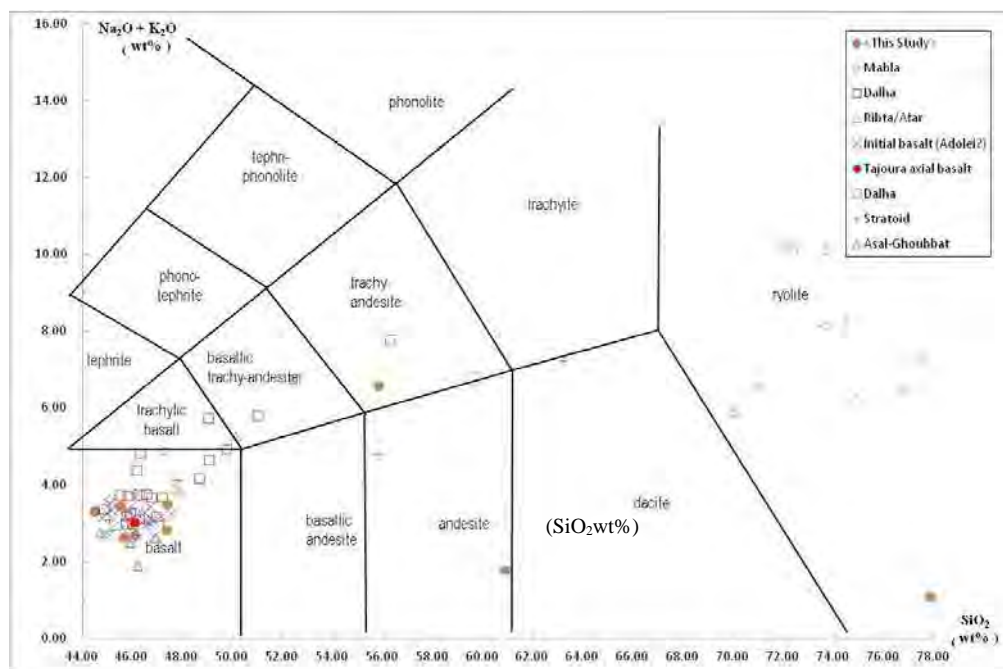 16.00
Na₂O + K₂O
( wt%)
14.00
12.00
10.00
8.00
6.00
4.00
2.00
0.00
phonolite
tephri-
phonolite
trachyite
phono-
tephrite
trachy
andesite
ryolite
tephrite
basaltic
trachy-andesiter
trachylic
basalt
basalt
basaltic
andesite
andesite
(SiO₂wt%)
dacite
<This Study>
Mabla
Dalha
Ribta/Afar
Initial basalt (Adolei?)
Tajoura axial basalt
Dalha
Stratoid
Asal-Ghoubbat
SiO₂
( wt%)
44.00 46.00 48.00 50.00 52.00 54.00 56.00 58.00 60.00 62.00 64.00 66.00 68.00 70.00 72.00 74.00 76.00 78.00